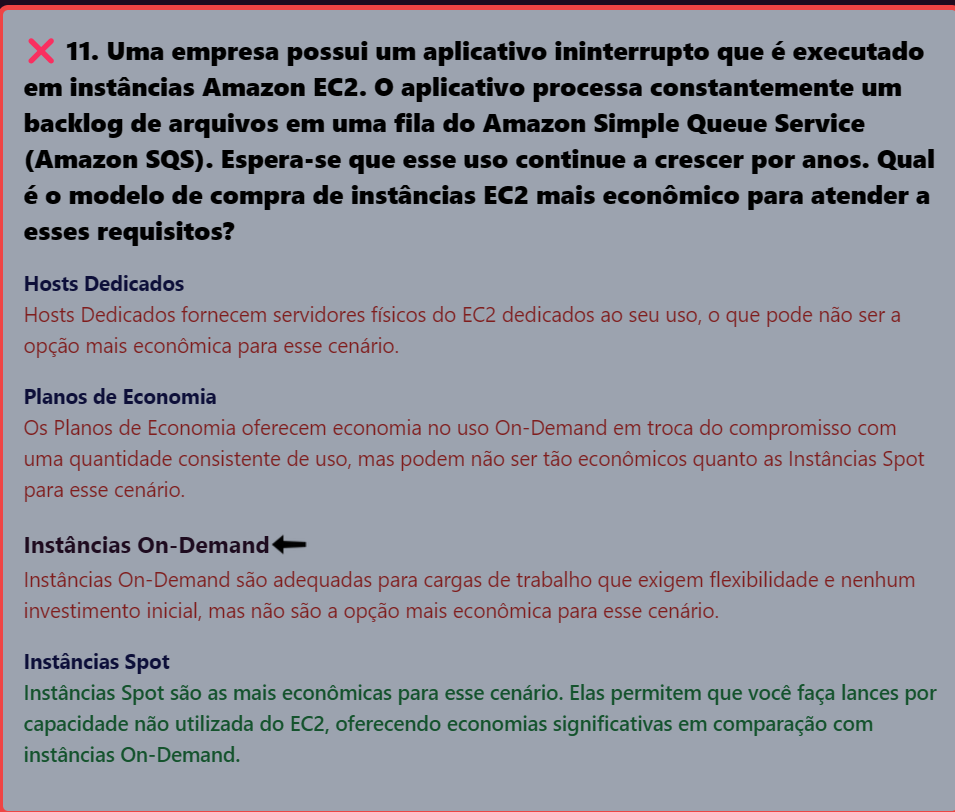 ❌ 11. Uma empresa possui um aplicativo ininterrupto que é executado
em instâncias Amazon EC2. O aplicativo processa constantemente um
backlog de arquivos em uma fila do Amazon Simple Queue Service
(Amazon SQS). Espera-se que esse uso continue a crescer por anos. Qual
é o modelo de compra de instâncias EC2 mais econômico para atender a
esses requisitos?
Hosts Dedicados
Hosts Dedicados fornecem servidores físicos do EC2 dedicados ao seu uso, o que pode não ser a
opção mais econômica para esse cenário.
Planos de Economia
Os Planos de Economia oferecem economia no uso On-Demand em troca do compromisso com
uma quantidade consistente de uso, mas podem não ser tão econômicos quanto as Instâncias Spot
para esse cenário.
Instâncias On-Demand
Instâncias On-Demand são adequadas para cargas de trabalho que exigem flexibilidade e nenhum
investimento inicial, mas não são a opção mais econômica para esse cenário.
Instâncias Spot
Instâncias Spot são as mais econômicas para esse cenário. Elas permitem que você faça lances por
capacidade não utilizada do EC2, oferecendo economias significativas em comparação com
instâncias On-Demand.